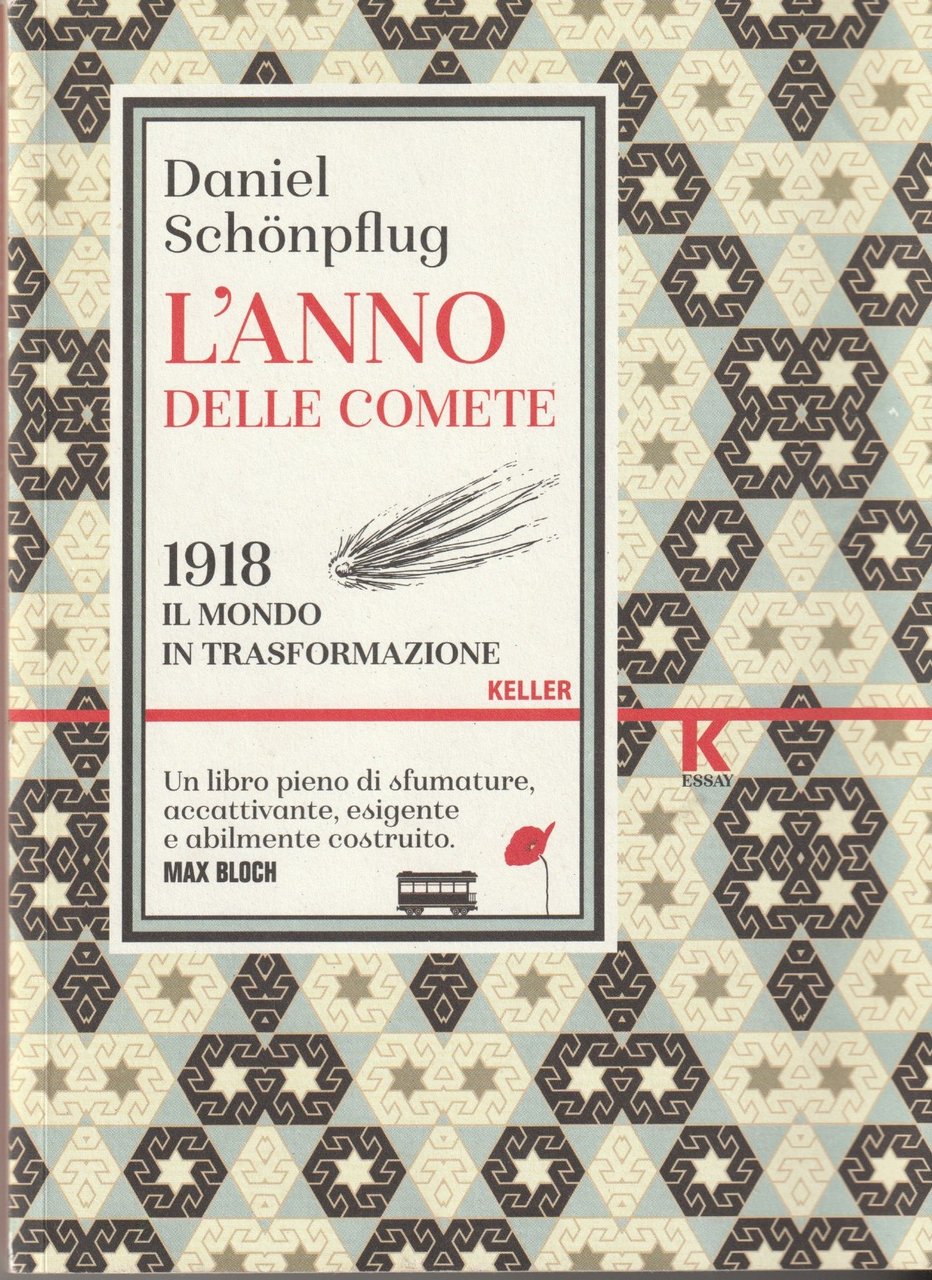 Daniel
Schönpflug
L'ANNO
DELLE COMETE
1918
IL MONDO
IN TRASFORMAZIONE
KELLER
K
ESSAY
Un libro pieno di sfumature,
accattivante, esigente
e abilmente costruito.
MAX BLOCH